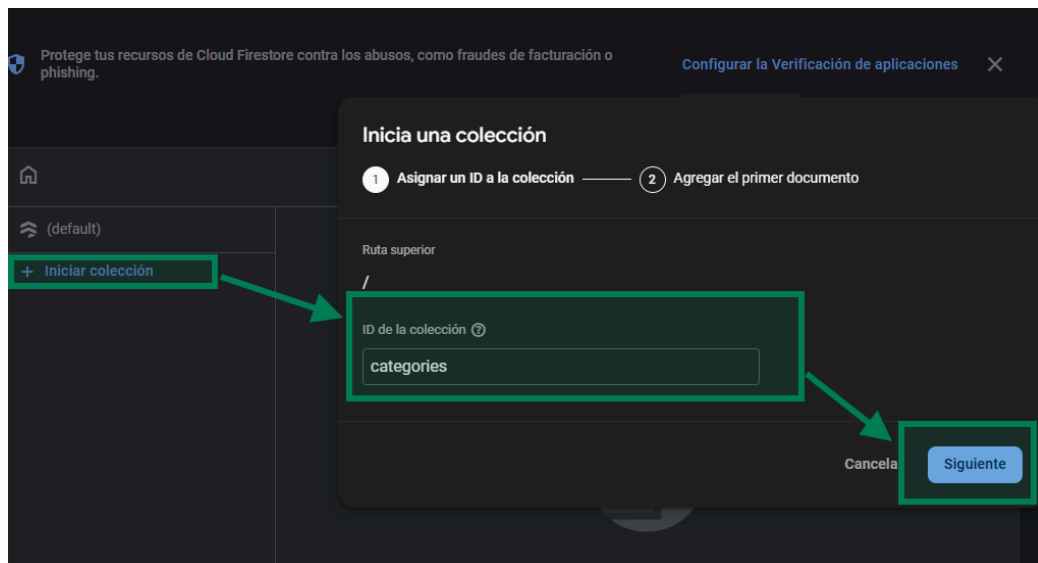 Protege tus recursos de Cloud Firestore contra los abusos, como fraudes de facturación o
phishing.
Configurar la Verificación de aplicaciones
Inicia una colección
1 Asignar un ID a la colección
2 Agregar el primer documento
(default)
+ Iniciar colección
Ruta superior
/
ID de la colección
categories
Cancela
Siguiente